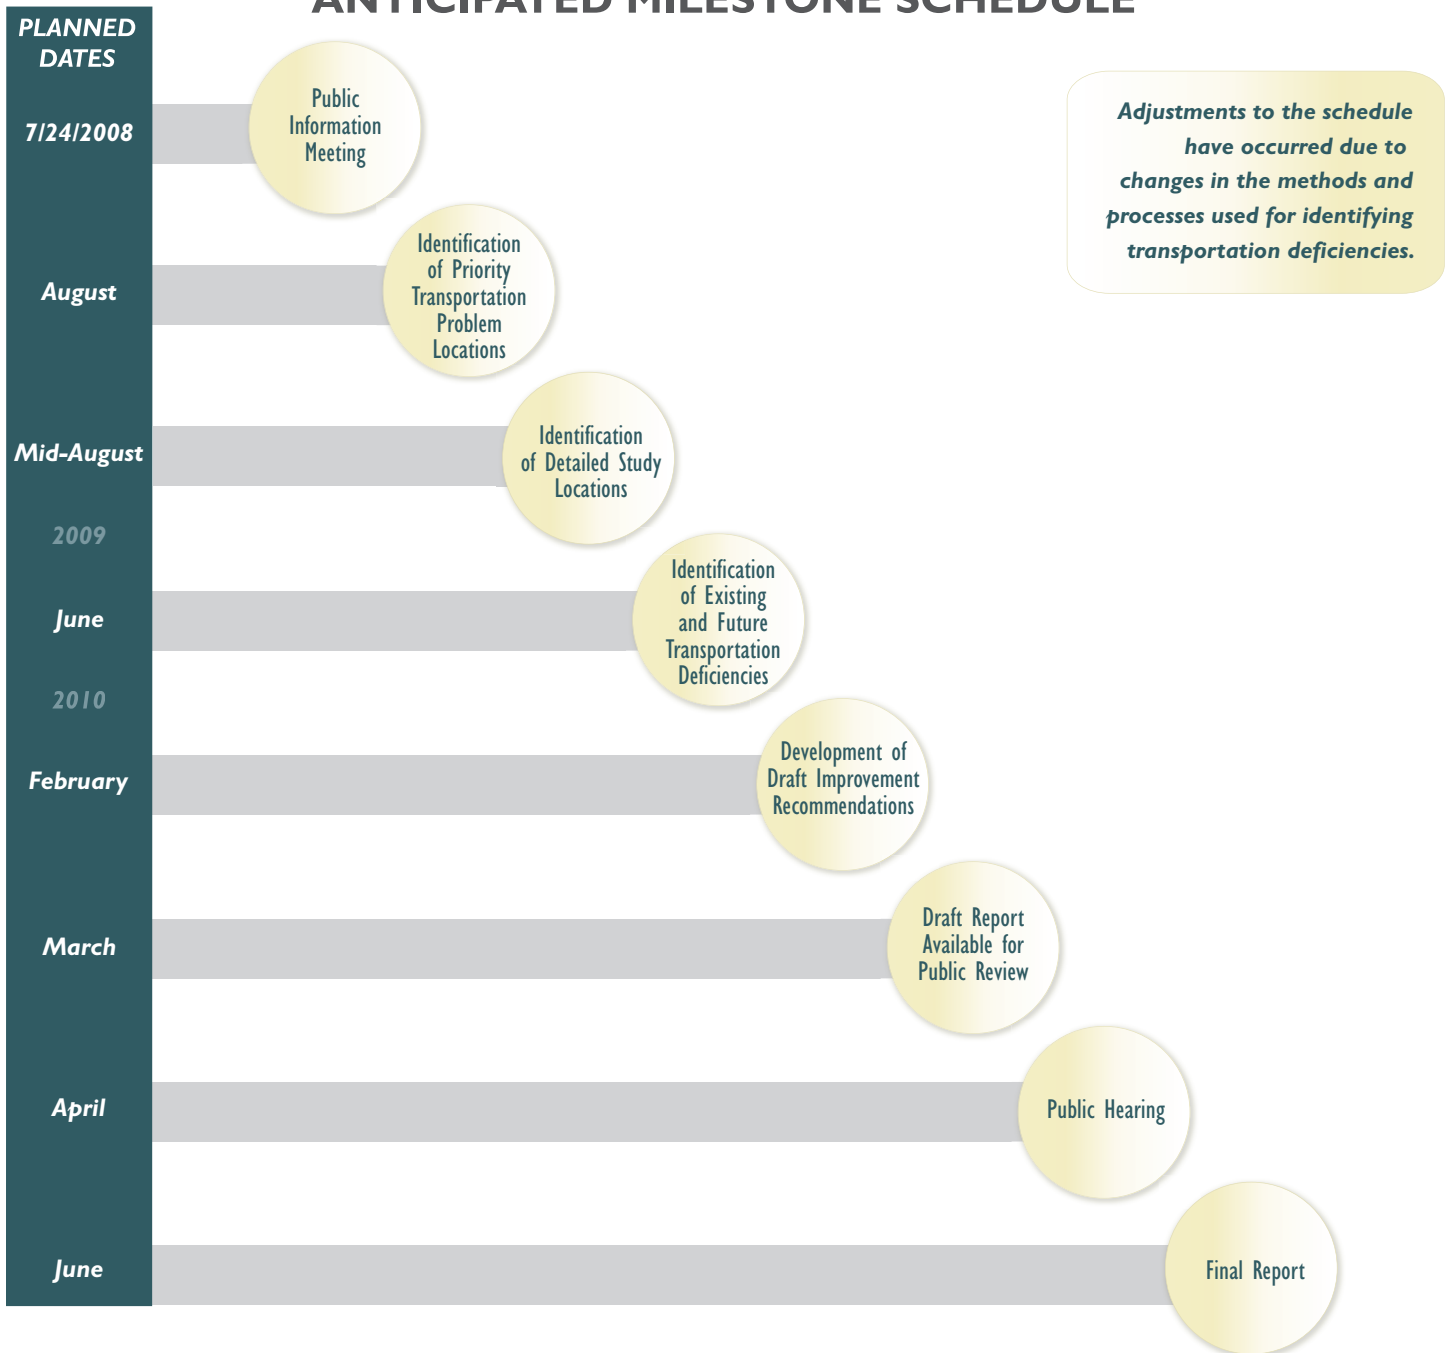 ANTICIPATED MILESTONE SCHEDULE
PLANNED
DATES
7/24/2008
Public
Information
Meeting
Adjustments to the schedule
have occurred due to
changes in the methods and
processes used for identifying
transportation deficiencies.
August
Identification
of Priority
Transportation
Problem
Locations
Mid-August
Identification
of Detailed Study
Locations
2009
June
Identification
of Existing
and Future
Transportation
Deficiencies
2010
February
Development of
Draft Improvement
Recommendations
March
Draft Report
Available for
Public Review
April
Public Hearing
June
Final Report